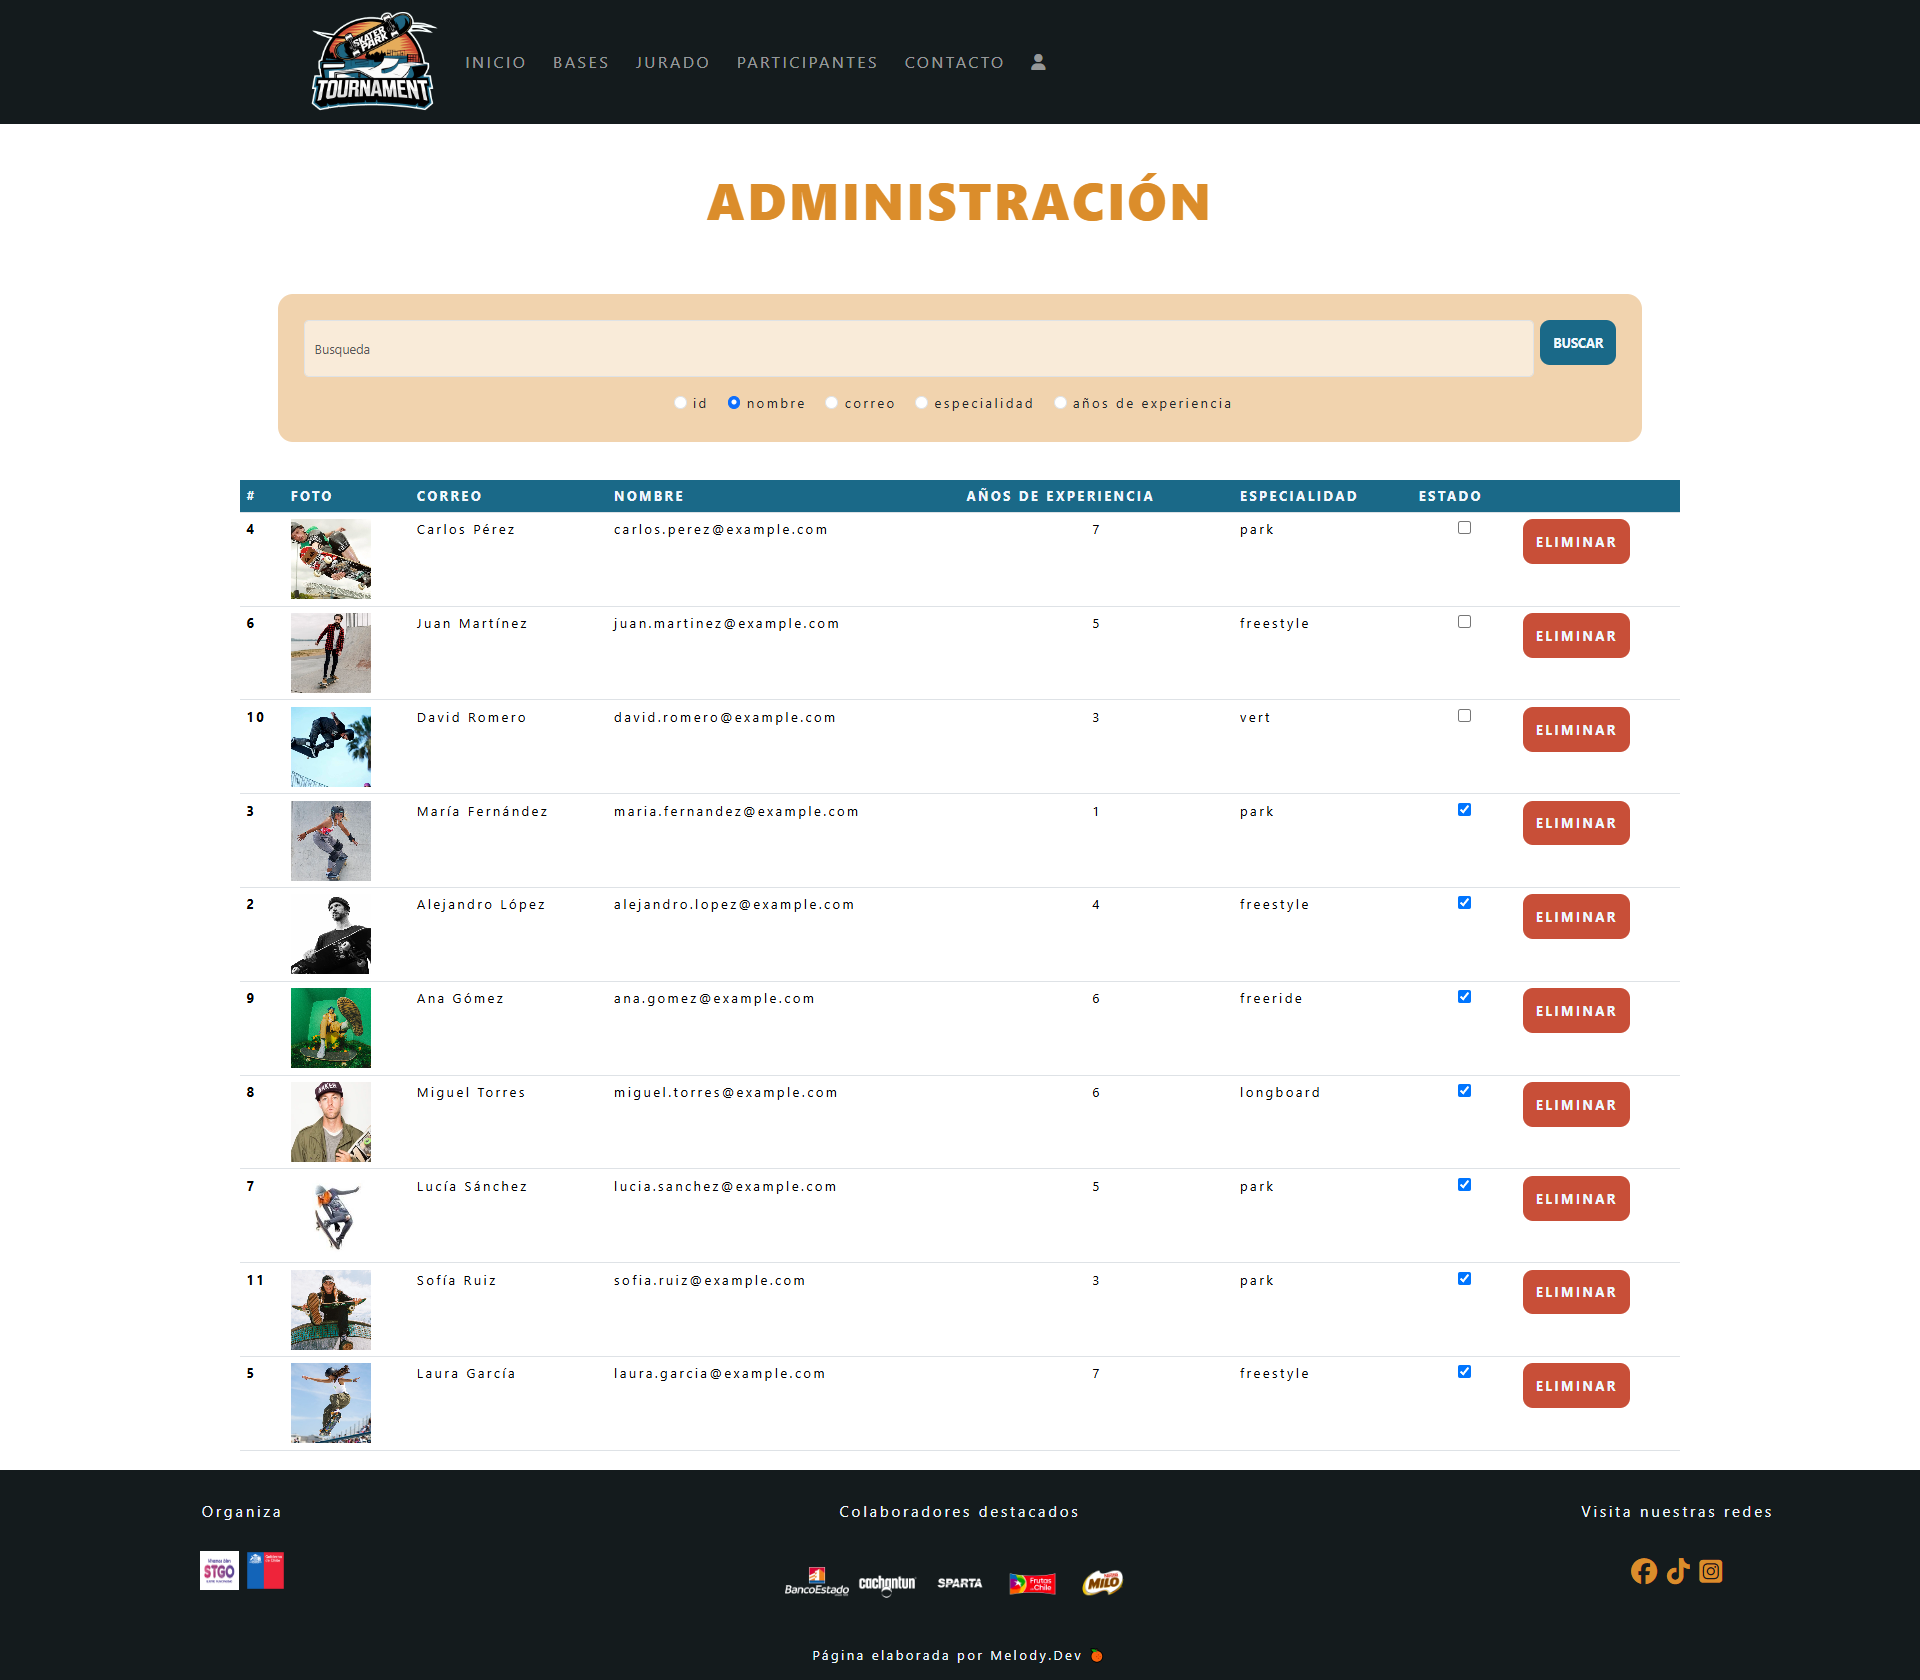 SKATER PARK
TOURNAMENT
INICIO BASES JURADO PARTICIPANTES CONTACTO
ADMINISTRACIÓN
Busqueda
BUSCAR
id nombre correo especialidad años de experiencia
# FOTO CORREO NOMBRE AÑOS DE EXPERIENCIA ESPECIALIDAD ESTADO
4 Carlos Pérez carlos.perez@example.com 7 park ELIMINAR
6 Juan Martínez juan.martinez@example.com 5 freestyle ELIMINAR
10 David Romero david.romero@example.com 3 vert ELIMINAR
3 María Fernández maria.fernandez@example.com 1 park ELIMINAR
2 Alejandro López alejandro.lopez@example.com 4 freestyle ELIMINAR
9 Ana Gómez ana.gomez@example.com 6 freeride ELIMINAR
8 Miguel Torres miguel.torres@example.com 6 longboard ELIMINAR
7 Lucía Sánchez lucia.sanchez@example.com 5 park ELIMINAR
11 Sofía Ruiz sofia.ruiz@example.com 3 park ELIMINAR
5 Laura García laura.garcia@example.com 7 freestyle ELIMINAR
Organiza Colaboradores destacados Visita nuestras redes
STGO
BancoEstado cachantun SPARTA Frutas de Chile MILO
Página elaborada por Melody.Dev